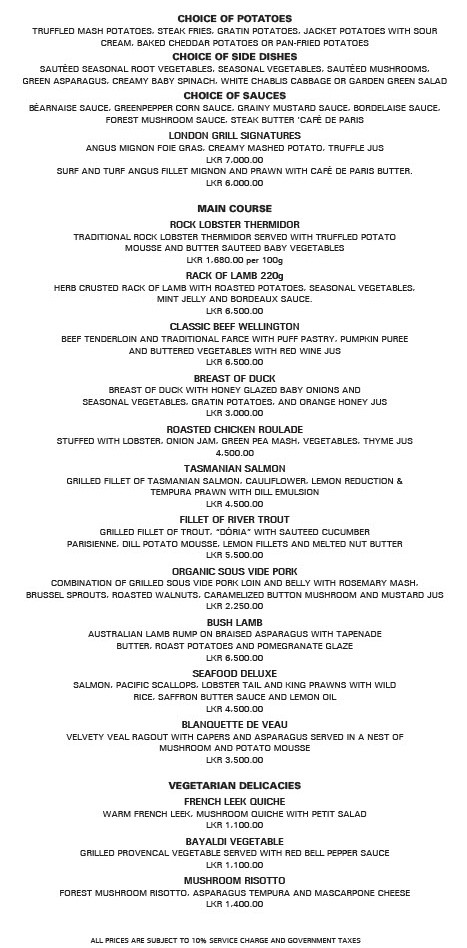 CHOICE OF POTATOES
TRUFFLED MASH POTATOES, STEAK FRIES, GRATIN POTATOES, JACKET POTATOES WITH SOUR
CREAM, BAKED CHEDDAR POTATOES OR PAN-FRIED POTATOES
CHOICE OF SIDE DISHES
SAUTÉED SEASONAL ROOT VEGETABLES, SEASONAL VEGETABLES, SAUTÉED MUSHROOMS,
GREEN ASPARAGUS, CREAMY BABY SPINACH, WHITE CHABLIS CABBAGE OR GARDEN GREEN SALAD
CHOICE OF SAUCES
BÉARNAISE SAUCE, GREENPEPPER CORN SAUCE, GRAINY MUSTARD SAUCE, BORDELAISE SAUCE,
FOREST MUSHROOM SAUCE, STEAK BUTTER 'CAFÉ DE PARIS
LONDON GRILL SIGNATURES
ANGUS MIGNON FOIE GRAS, CREAMY MASHED POTATO, TRUFFLE JUS
LKR 7,000.00
SURF AND TURF ANGUS FILLET MIGNON AND PRAWN WITH CAFÉ DE PARIS BUTTER.
LKR 6,000.00
MAIN COURSE
ROCK LOBSTER THERMIDOR
TRADITIONAL ROCK LOBSTER THERMIDOR SERVED WITH TRUFFLED POTATO
MOUSSE AND BUTTER SAUTEED BABY VEGETABLES
LKR 1,680.00 per 100g
RACK OF LAMB 220g
HERB CRUSTED RACK OF LAMB WITH ROASTED POTATOES, SEASONAL VEGETABLES,
MINT JELLY AND BORDEAUX SAUCE.
LKR 6,500.00
CLASSIC BEEF WELLINGTON
BEEF TENDERLOIN AND TRADITIONAL FARCE WITH PUFF PASTRY, PUMPKIN PUREE
AND BUTTERED VEGETABLES WITH RED WINE JUS
LKR 6,500.00
BREAST OF DUCK
BREAST OF DUCK WITH HONEY GLAZED BABY ONIONS AND
SEASONAL VEGETABLES, GRATIN POTATOES, AND ORANGE HONEY JUS
LKR 3,000.00
ROASTED CHICKEN ROULADE
STUFFED WITH LOBSTER, ONION JAM, GREEN PEA MASH, VEGETABLES, THYME JUS
4,500.00
TASMANIAN SALMON
GRILLED FILLET OF TASMANIAN SALMON, CAULIFLOWER, LEMON REDUCTION &
TEMPURA PRAWN WITH DILL EMULSION
LKR 4,500.00
FILLET OF RIVER TROUT
GRILLED FILLET OF TROUT, "DÓRIA" WITH SAUTEED CUCUMBER
PARISIENNE, DILL POTATO MOUSSE, LEMON FILLETS AND MELTED NUT BUTTER
LKR 5,500.00
ORGANIC SOUS VIDE PORK
COMBINATION OF GRILLED SOUS VIDE PORK LOIN AND BELLY WITH ROSEMARY MASH,
BRUSSEL SPROUTS, ROASTED WALNUTS, CARAMELIZED BUTTON MUSHROOM AND MUSTARD JUS
LKR 2,250.00
BUSH LAMB
AUSTRALIAN LAMB RUMP ON BRAISED ASPARAGUS WITH TAPENADE
BUTTER, ROAST POTATOES AND POMEGRANATE GLAZE
LKR 6,500.00
SEAFOOD DELUXE
SALMON, PACIFIC SCALLOPS, LOBSTER TAIL AND KING PRAWNS WITH WILD
RICE, SAFFRON BUTTER SAUCE AND LEMON OIL
LKR 4,500.00
BLANQUETTE DE VEAU
VELVETY VEAL RAGOUT WITH CAPERS AND ASPARAGUS SERVED IN A NEST OF
MUSHROOM AND POTATO MOUSSE
LKR 3,500.00
VEGETARIAN DELICACIES
FRENCH LEEK QUICHE
WARM FRENCH LEEK, MUSHROOM QUICHE WITH PETIT SALAD
LKR 1,100.00
BAYALDI VEGETABLE
GRILLED PROVENCAL VEGETABLE SERVED WITH RED BELL PEPPER SAUCE
LKR 1,100.00
MUSHROOM RISOTTO
FOREST MUSHROOM RISOTTO, ASPARAGUS TEMPURA AND MASCARPONE CHEESE
LKR 1,400.00
ALL PRICES ARE SUBJECT TO 10% SERVICE CHARGE AND GOVERNMENT TAXES